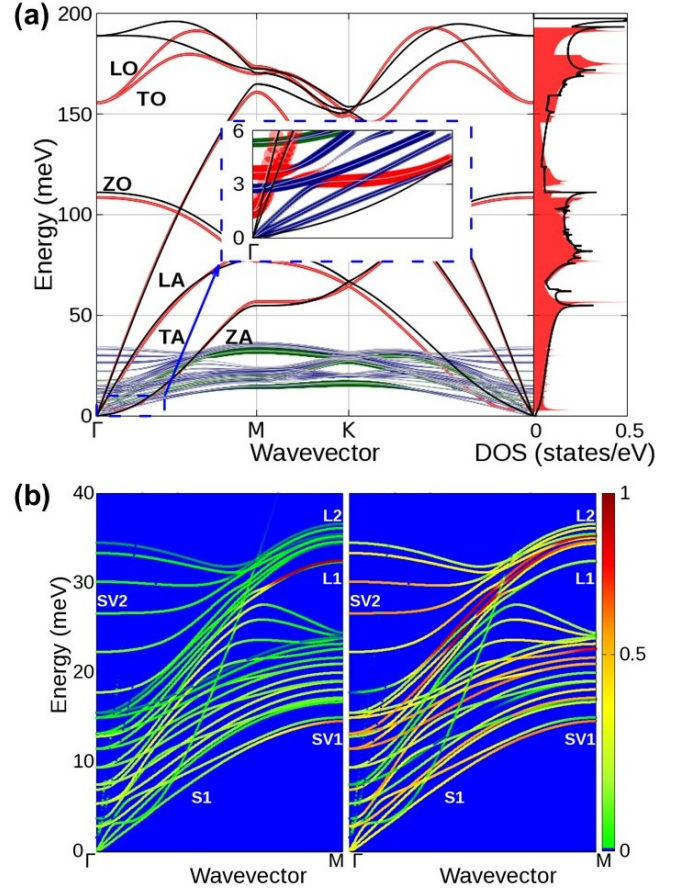 (a)
200
150
100
50
0
Energy (meV)
LO
TO
ZO
LA
TA
ZA
6
3
0
Γ
Γ M K 0 0.5
Wavevector DOS (states/eV)
(b)
40
30
20
10
0
Energy (meV)
L2
L1
SV2
SV1
S1
Γ M
Wavevector
L2
L1
SV2
SV1
S1
Γ M
Wavevector
1
0.5
0